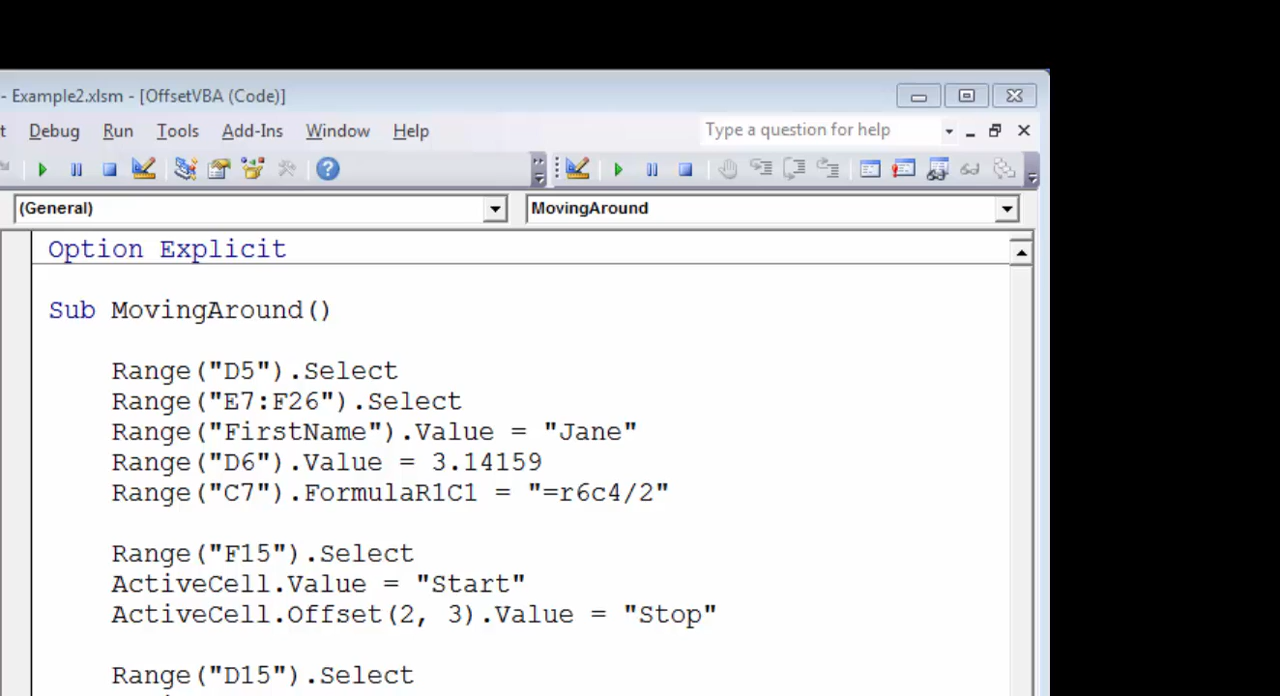 - Example2.xlsm - [OffsetVBA (Code)]
t Debug Run Tools Add-Ins Window Help Type a question for help
(General) MovingAround
Option Explicit
Sub MovingAround()
Range("D5").Select
Range("E7:F26").Select
Range("FirstName").Value = "Jane"
Range("D6").Value = 3.14159
Range("C7").FormulaR1C1 = "=r6c4/2"
Range("F15").Select
ActiveCell.Value = "Start"
ActiveCell.Offset(2, 3).Value = "Stop"
Range("D15").Select